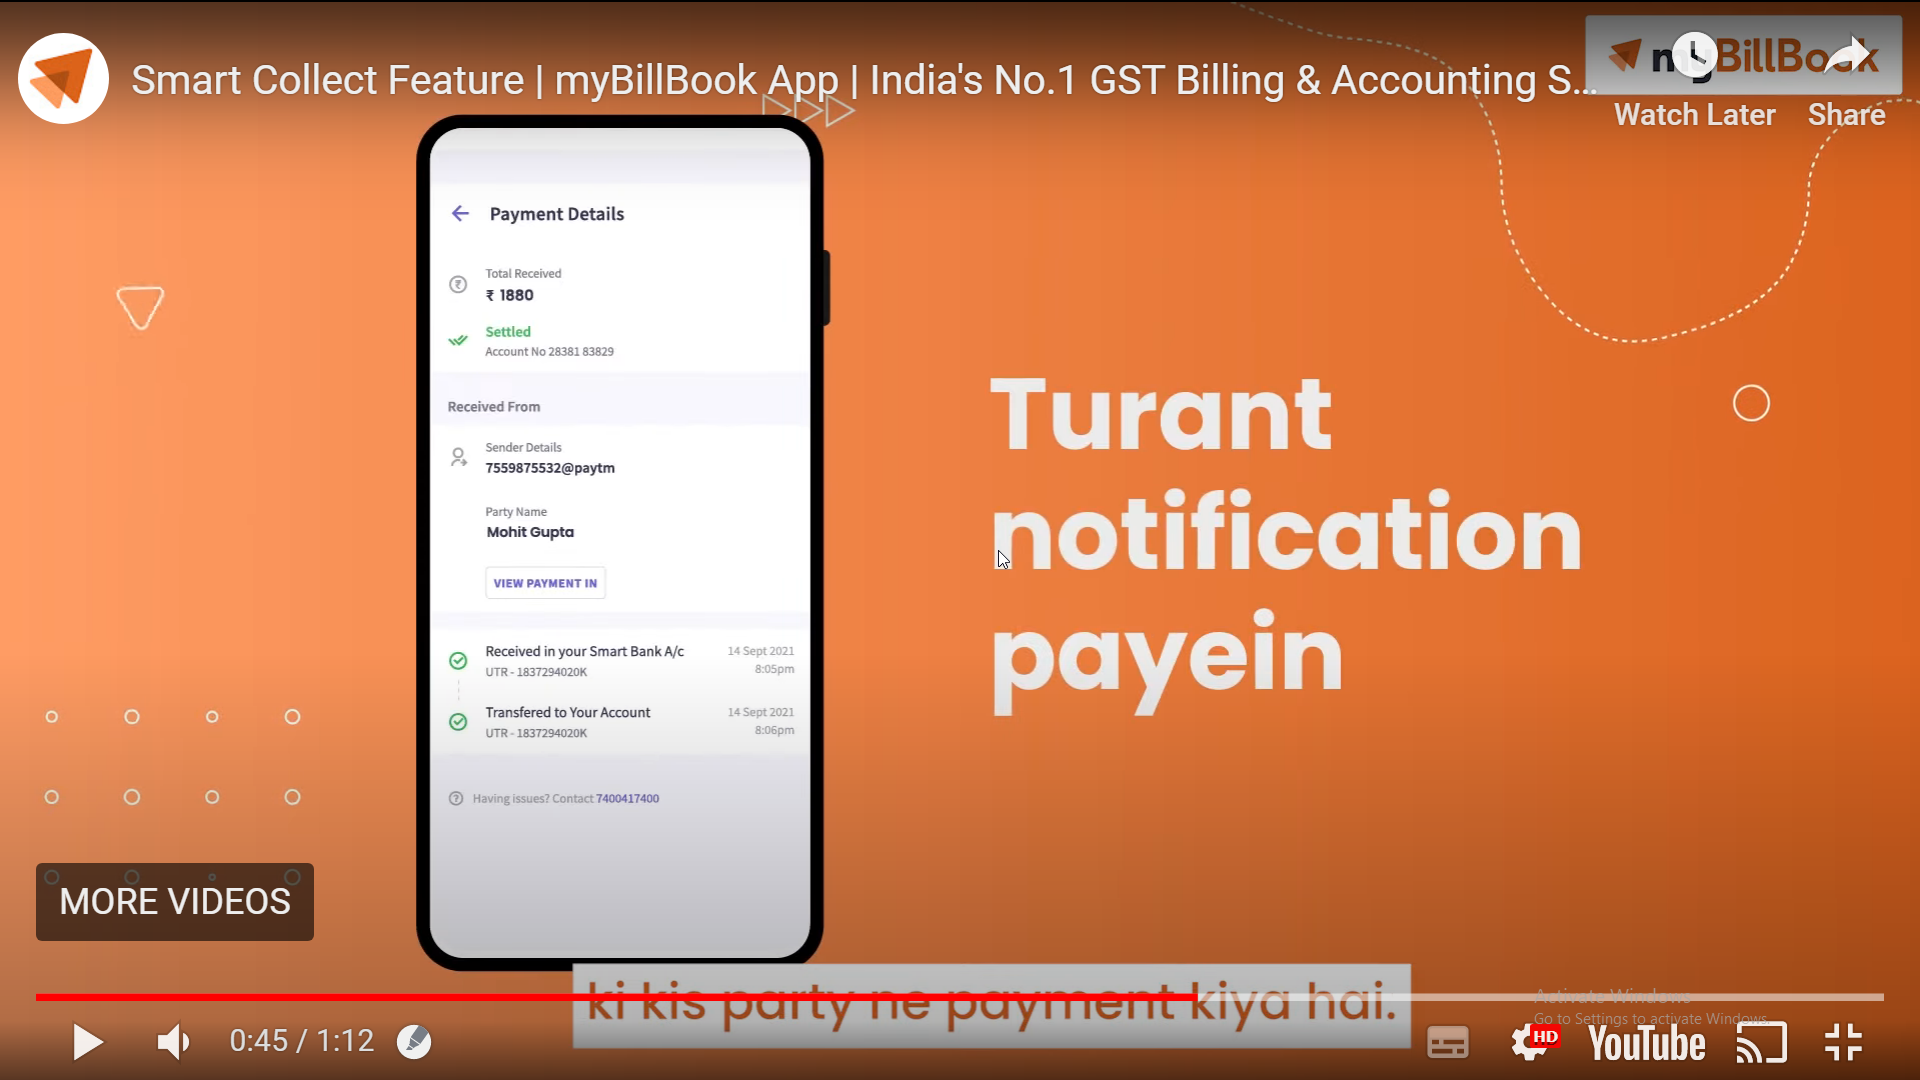 Smart Collect Feature | myBillBook App | India's No.1 GST Billing & Accounting S...
myBillBook
Watch Later Share
Payment Details
Total Received
₹ 1880
Settled
Account No 28381 83829
Received From
Sender Details
7559875532@paytm
Party Name
Mohit Gupta
VIEW PAYMENT IN
Received in your Smart Bank A/c 14 Sept 2021
UTR - 1837294020K 8:05pm
Transfered to Your Account 14 Sept 2021
UTR - 1837294020K 8:06pm
Having issues? Contact 7400417400
Turant
notification
payein
MORE VIDEOS
ki kis party ne payment kiya hai.
Activate Windows
Go to Settings to activate Windows.
0:45 / 1:12
HD
YouTube